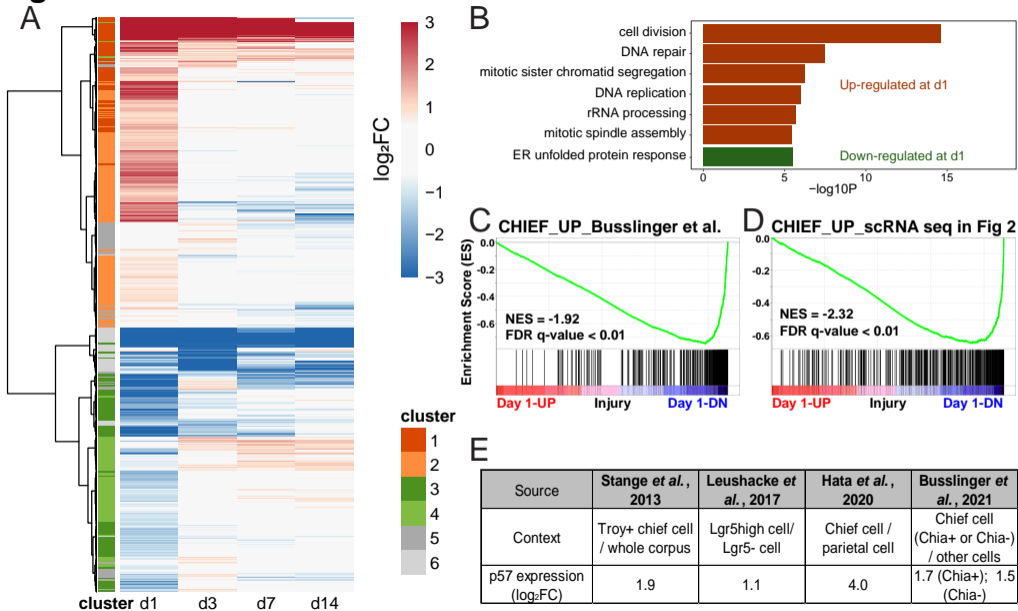 A
3
2
1
0
−1
−2
−3
log₂FC
cluster
1
2
3
4
5
6
cluster d1 d3 d7 d14
B
cell division
DNA repair
mitotic sister chromatid segregation
DNA replication
rRNA processing
mitotic spindle assembly
ER unfolded protein response
Up-regulated at d1
Down-regulated at d1
0 5 10 15
−log10P
C
CHIEF_UP_Busslinger et al.
Enrichment Score (ES)
0.0
-0.2
-0.4
-0.6
NES = -1.92
FDR q-value < 0.01
Day 1-UP Injury Day 1-DN
D
CHIEF_UP_scRNA seq in Fig 2
0.0
-0.2
-0.4
-0.6
NES = -2.32
FDR q-value < 0.01
Day 1-UP Injury Day 1-DN
E
Source
Stange et al.,
2013
Leushacke et
al., 2017
Hata et al.,
2020
Busslinger et
al., 2021
Context
Troy+ chief cell
/ whole corpus
Lgr5high cell/
Lgr5- cell
Chief cell /
parietal cell
Chief cell
(Chia+ or Chia-)
/ other cells
p57 expression
(log₂FC)
1.9
1.1
4.0
1.7 (Chia+); 1.5
(Chia-)